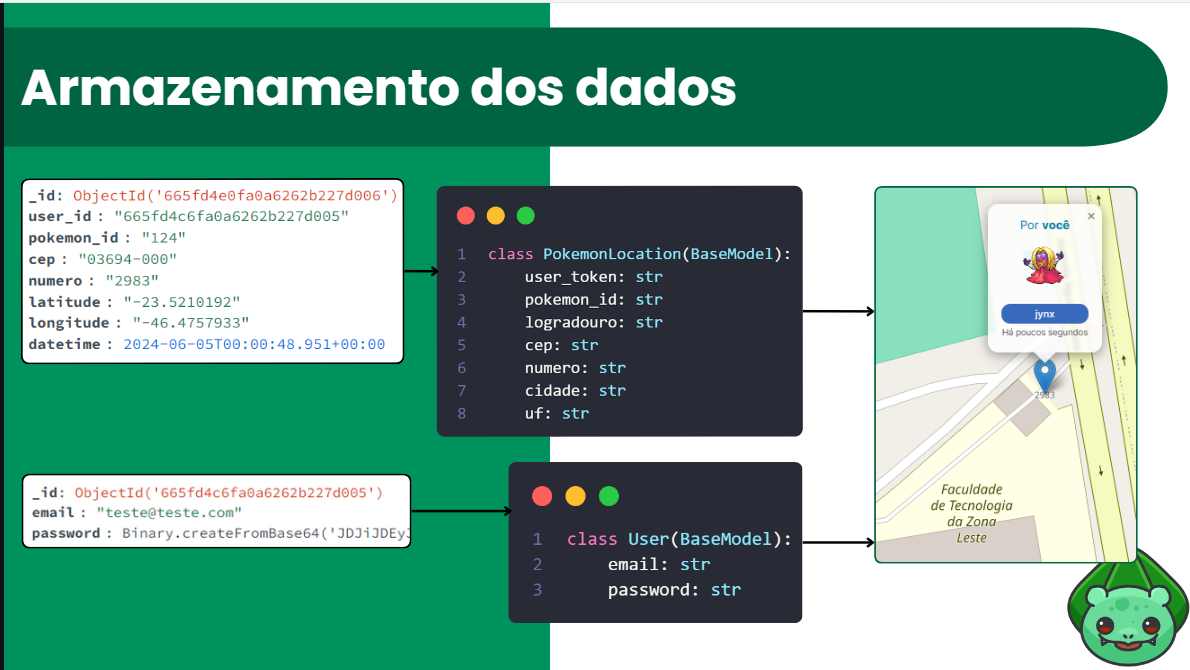 Armazenamento dos dados
_id: ObjectId('665fd4e0fa0a6262b227d006')
user_id : "665fd4c6fa0a6262b227d005"
pokemon_id : "124"
cep : "03694-000"
numero : "2983"
latitude : "-23.5210192"
longitude : "-46.4757933"
datetime : 2024-06-05T00:00:48.951+00:00
1 class PokemonLocation(BaseModel):
2 user_token: str
3 pokemon_id: str
4 logradouro: str
5 cep: str
6 numero: str
7 cidade: str
8 uf: str
Por você
×
jynx
Há poucos segundos
2983
Faculdade
de Tecnologia
da Zona
Leste
_id: ObjectId('665fd4c6fa0a6262b227d005')
email : "teste@teste.com"
password : Binary.createFromBase64('JDJiJDEyJ
1 class User(BaseModel):
2 email: str
3 password: str